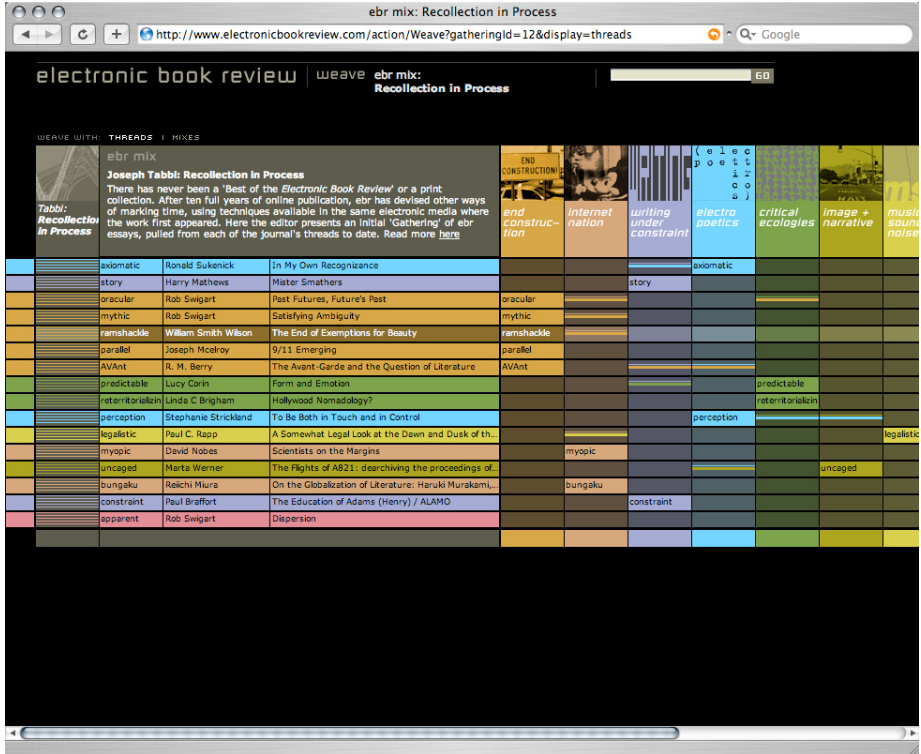 ebr mix: Recollection in Process
http://www.electronicbookreview.com/action/Weave?gatheringId=12&display=threads
Google
electronic book review
weave
ebr mix:
Recollection in Process
GO
WEAVE WITH: THREADS | MIXES
Tabbi:
Recollection
in Process
ebr mix
Joseph Tabbi: Recollection in Process
There has never been a 'Best of the Electronic Book Review' or a print
collection. After ten full years of online publication, ebr has devised other ways
of marking time, using techniques available in the same electronic media where
the work first appeared. Here the editor presents an initial 'Gathering' of ebr
essays, pulled from each of the journal's threads to date. Read more here
END
CONSTRUCTION
end
construc-
tion
internet
nation
WRITING
writing
under
constraint
(elec
poett
ir
co
s)
electro
poetics
critical
ecologies
image +
narrative
ms
music
sound
noise
axiomatic Ronald Sukenick In My Own Recognizance axiomatic
story Harry Mathews Mister Smathers story
oracular Rob Swigart Past Futures, Future's Past oracular
mythic Rob Swigart Satisfying Ambiguity mythic
ramshackle William Smith Wilson The End of Exemptions for Beauty ramshackle
parallel Joseph Mcelroy 9/11 Emerging parallel
AVAnt R. M. Berry The Avant-Garde and the Question of Literature AVAnt
predictable Lucy Corin Form and Emotion predictable
reterritorializin Linda C Brigham Hollywood Nomadology? reterritorializin
perception Stephanie Strickland To Be Both in Touch and in Control perception
legalistic Paul C. Rapp A Somewhat Legal Look at the Dawn and Dusk of th... legalistic
myopic David Nobes Scientists on the Margins myopic
uncaged Marta Werner The Flights of A821: dearchiving the proceedings of... uncaged
bungaku Reiichi Miura On the Globalization of Literature: Haruki Murakami,... bungaku
constraint Paul Braffort The Education of Adams (Henry) / ALAMO constraint
apparent Rob Swigart Dispersion